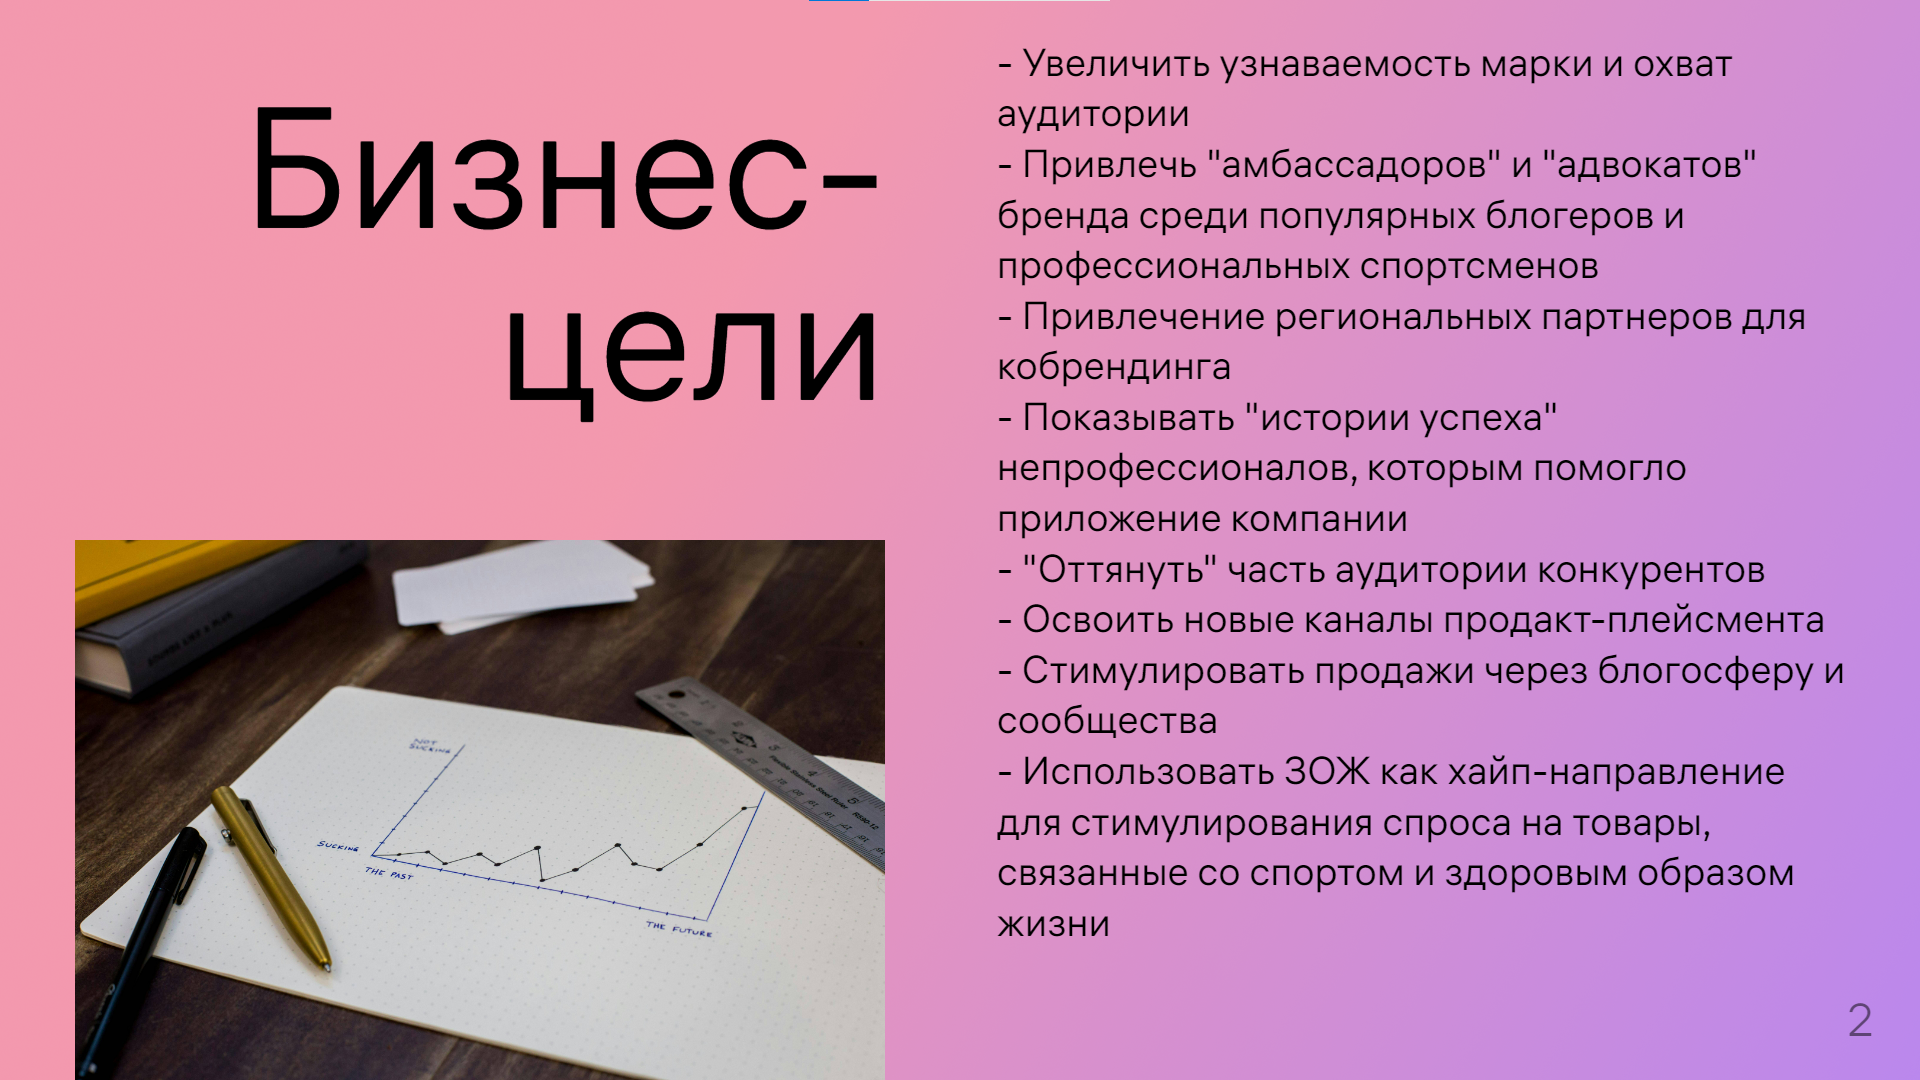 Бизнес-
цели
- Увеличить узнаваемость марки и охват
аудитории
- Привлечь "амбассадоров" и "адвокатов"
бренда среди популярных блогеров и
профессиональных спортсменов
- Привлечение региональных партнеров для
кобрендинга
- Показывать "истории успеха"
непрофессионалов, которым помогло
приложение компании
- "Оттянуть" часть аудитории конкурентов
- Освоить новые каналы продакт-плейсмента
- Стимулировать продажи через блогосферу и
сообщества
- Использовать ЗОЖ как хайп-направление
для стимулирования спроса на товары,
связанные со спортом и здоровым образом
жизни
NOT
SUCKING
SUCKING
THE PAST
THE FUTURE
2